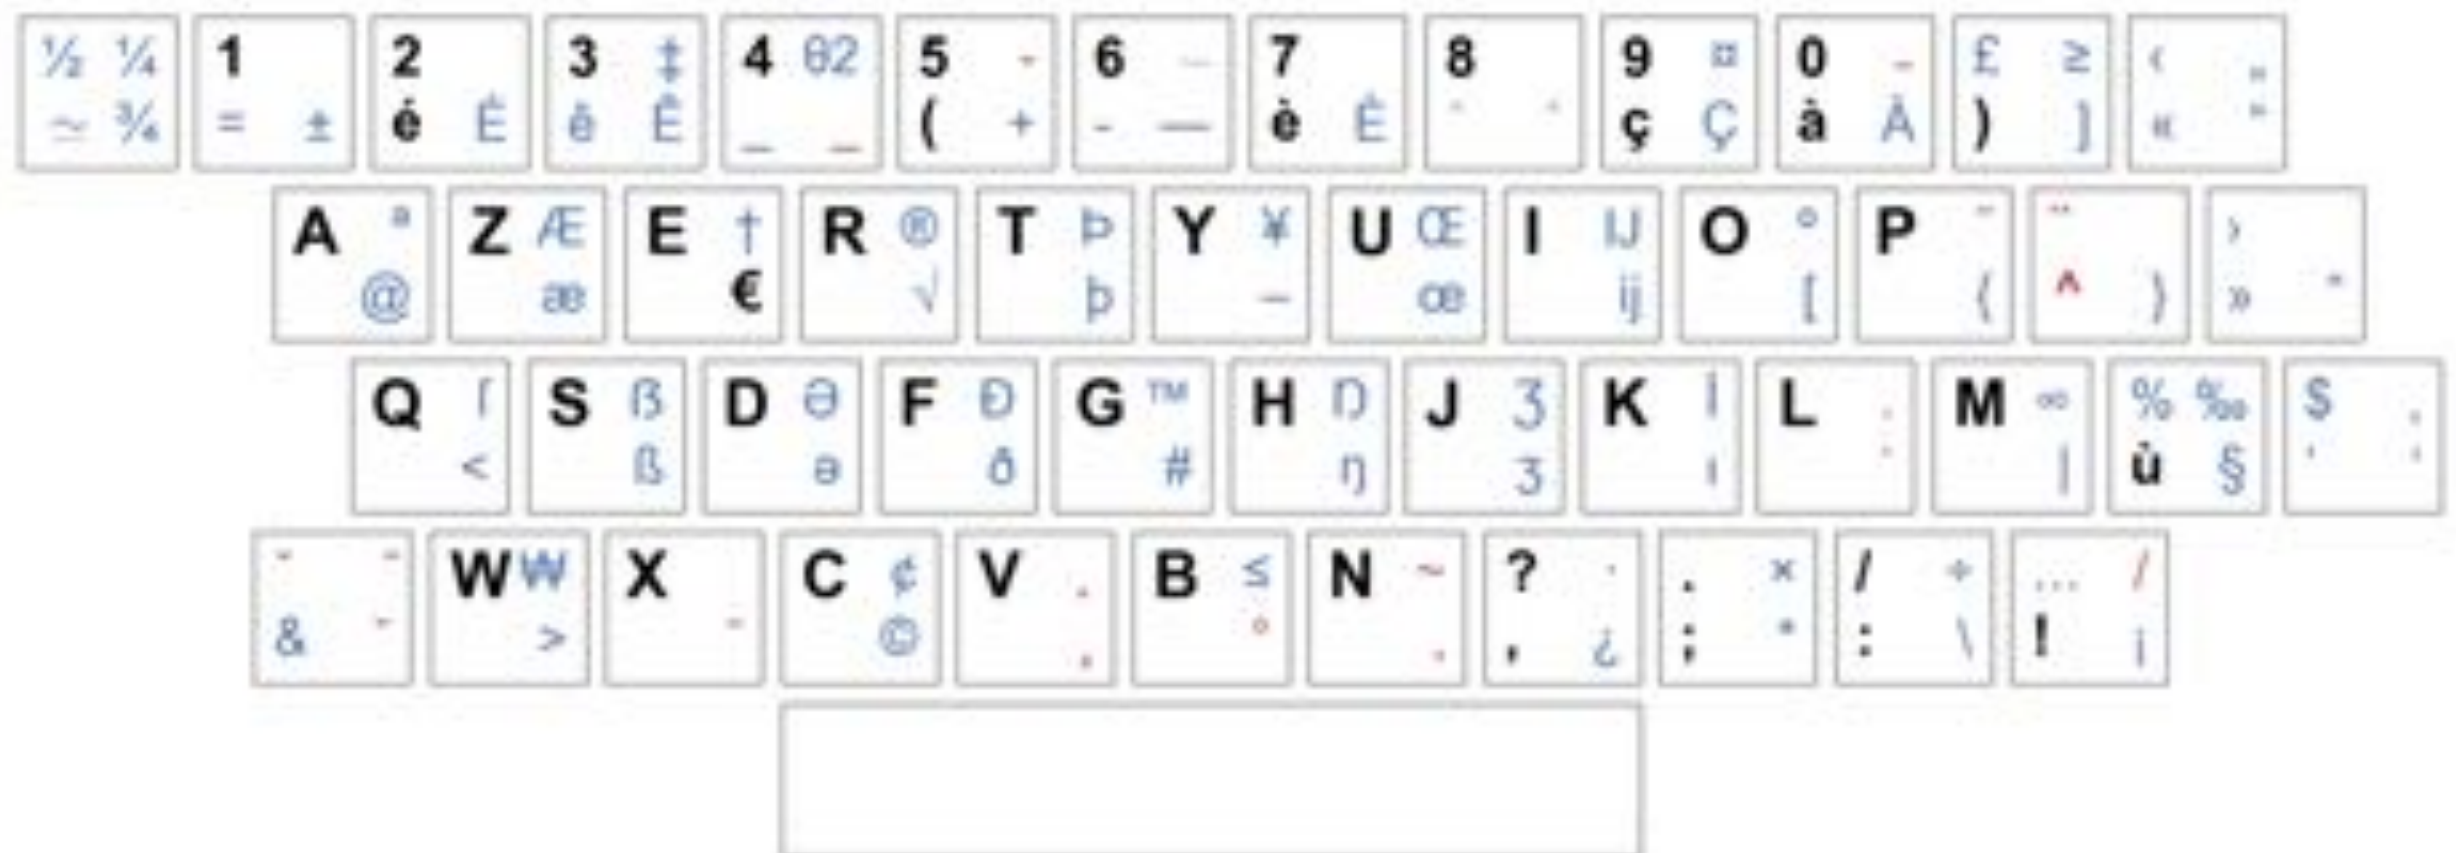 ½ ¼ 1 2 3 ‡ 4 θ2 5 6 7 8 9 ¤ 0 £ ≥ ‹
¾ = ± é É ê Ê _ _ ( + - — è È ç Ç à À ) ] «
A ª Z Æ E † R ® T Þ Y ¥ U Œ I IJ O º P ¨ ›
@ æ € √ þ – œ ij [ { ^ } »
Q ſ S ẞ D Ə F Đ G ™ H Ŋ J Ʒ K İ L M ∞ % ‰ $
< ß ə ð # ŋ ʒ ı | ù § '
W ₩ X C ¢ V B ≤ N ~ ? · . × / ÷ … /
& > © , ¿ ; : \ ! ¡